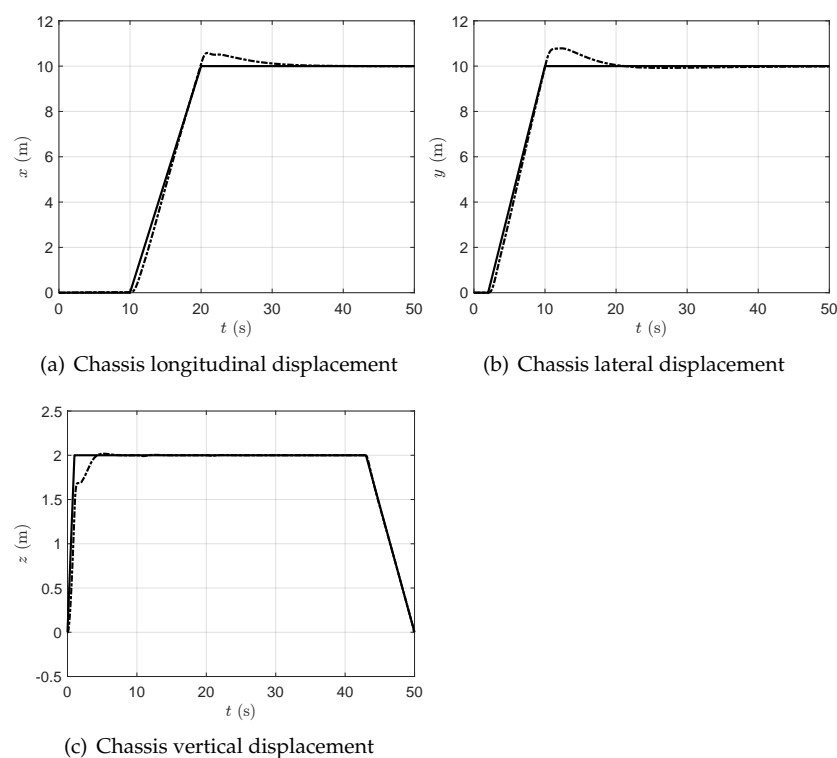 12
10
8
6
4
2
0
x (m)
0 10 20 30 40 50
t (s)
(a) Chassis longitudinal displacement
12
10
8
6
4
2
0
y (m)
0 10 20 30 40 50
t (s)
(b) Chassis lateral displacement
2.5
2
1.5
1
0.5
0
-0.5
z (m)
0 10 20 30 40 50
t (s)
(c) Chassis vertical displacement